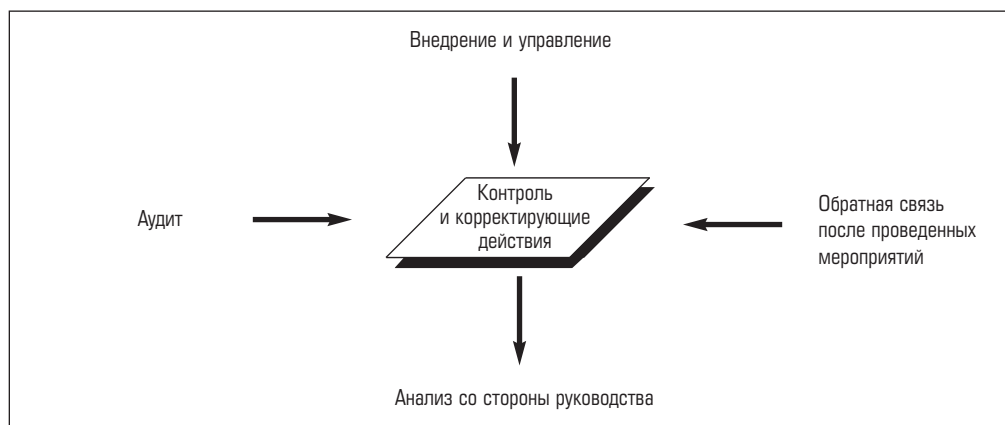 Внедрение и управление
Аудит
Контроль
и корректирующие
действия
Обратная связь
после проведенных
мероприятий
Анализ со стороны руководства